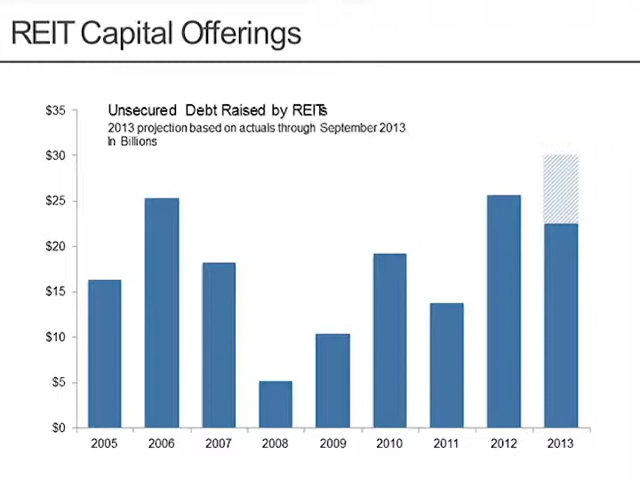 REIT Capital Offerings
Unsecured Debt Raised by REITs
2013 projection based on actuals through September 2013
In Billions
$35
$30
$25
$20
$15
$10
$5
$0
2005 2006 2007 2008 2009 2010 2011 2012 2013